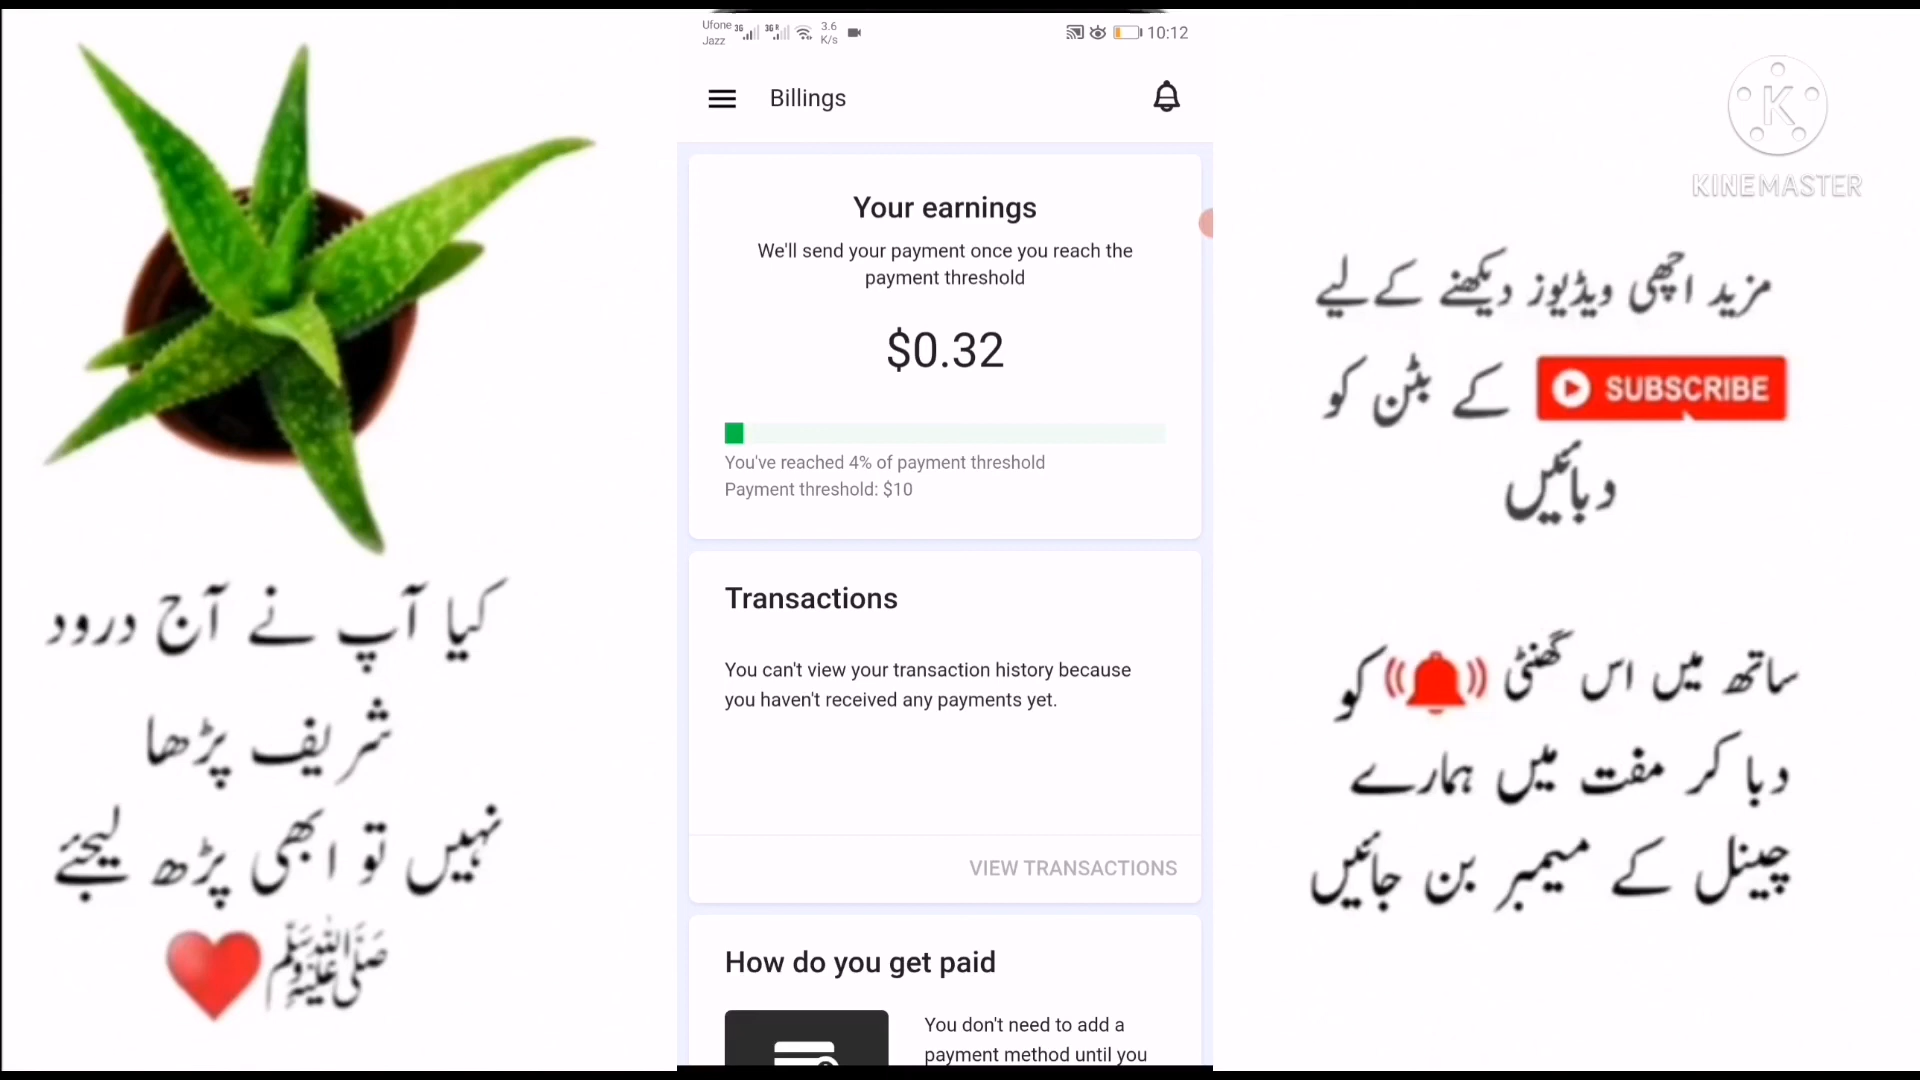 Ufone 3G 3G R 3.6
Jazz K/s
10:12
Billings
Your earnings
We'll send your payment once you reach the
payment threshold
$0.32
You've reached 4% of payment threshold
Payment threshold: $10
Transactions
You can't view your transaction history because
you haven't received any payments yet.
VIEW TRANSACTIONS
How do you get paid
You don't need to add a
payment method until you
کیا آپ نے آج درود
شریف پڑھا
نہیں تو ابھی پڑھ لیجئے
ﷺ
K
KINEMASTER
مزید اچھی ویڈیوز دیکھنے کے لیے
SUBSCRIBE کے بٹن کو
دبائیں
ساتھ میں اس گھنٹی کو
دبا کر مفت میں ہمارے
چینل کے میمبر بن جائیں